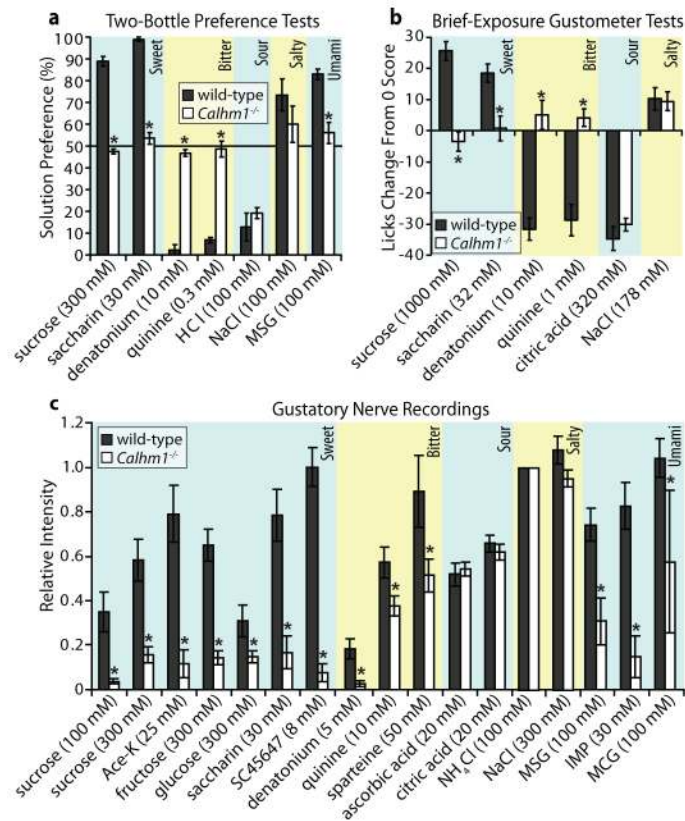 a
Two-Bottle Preference Tests
Solution Preference (%)
100
90
80
70
60
50
40
30
20
10
0
Sweet
Bitter
Sour
Salty
Umami
wild-type
Calhm1-/-
*
*
*
*
*
sucrose (300 mM)
saccharin (30 mM)
denatonium (10 mM)
quinine (0.3 mM)
HCl (100 mM)
NaCl (100 mM)
MSG (100 mM)
b
Brief-Exposure Gustometer Tests
Licks Change From 0 Score
30
20
10
0
-10
-20
-30
-40
Sweet
Bitter
Sour
Salty
*
*
*
*
wild-type
Calhm1-/-
sucrose (1000 mM)
saccharin (32 mM)
denatonium (10 mM)
quinine (1 mM)
citric acid (320 mM)
NaCl (178 mM)
c
Gustatory Nerve Recordings
Relative Intensity
1.2
1.0
0.8
0.6
0.4
0.2
0
wild-type
Calhm1-/-
Sweet
Bitter
Sour
Salty
Umami
*
*
*
*
*
*
*
*
*
*
*
*
*
sucrose (100 mM)
sucrose (300 mM)
Ace-K (25 mM)
fructose (300 mM)
glucose (300 mM)
saccharin (30 mM)
SC45647 (8 mM)
denatonium (5 mM)
quinine (10 mM)
sparteine (50 mM)
ascorbic acid (20 mM)
citric acid (20 mM)
NH4Cl (100 mM)
NaCl (300 mM)
MSG (100 mM)
IMP (30 mM)
MCG (100 mM)